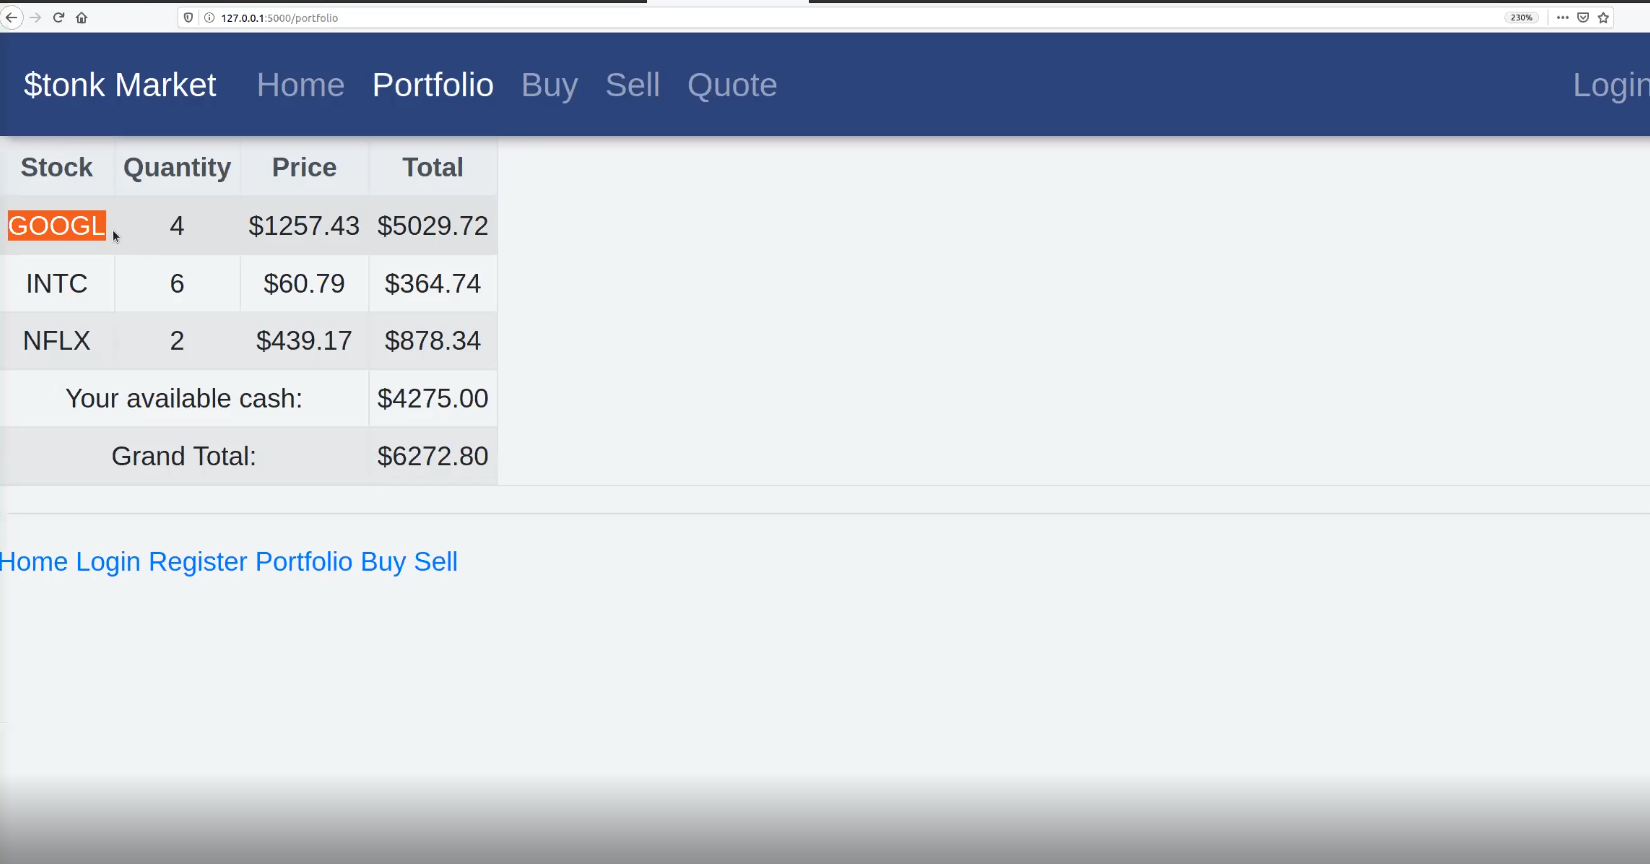 127.0.0.1:5000/portfolio 230%
$tonk Market Home Portfolio Buy Sell Quote Login
Stock Quantity Price Total
GOOGL 4 $1257.43 $5029.72
INTC 6 $60.79 $364.74
NFLX 2 $439.17 $878.34
Your available cash: $4275.00
Grand Total: $6272.80
Home Login Register Portfolio Buy Sell